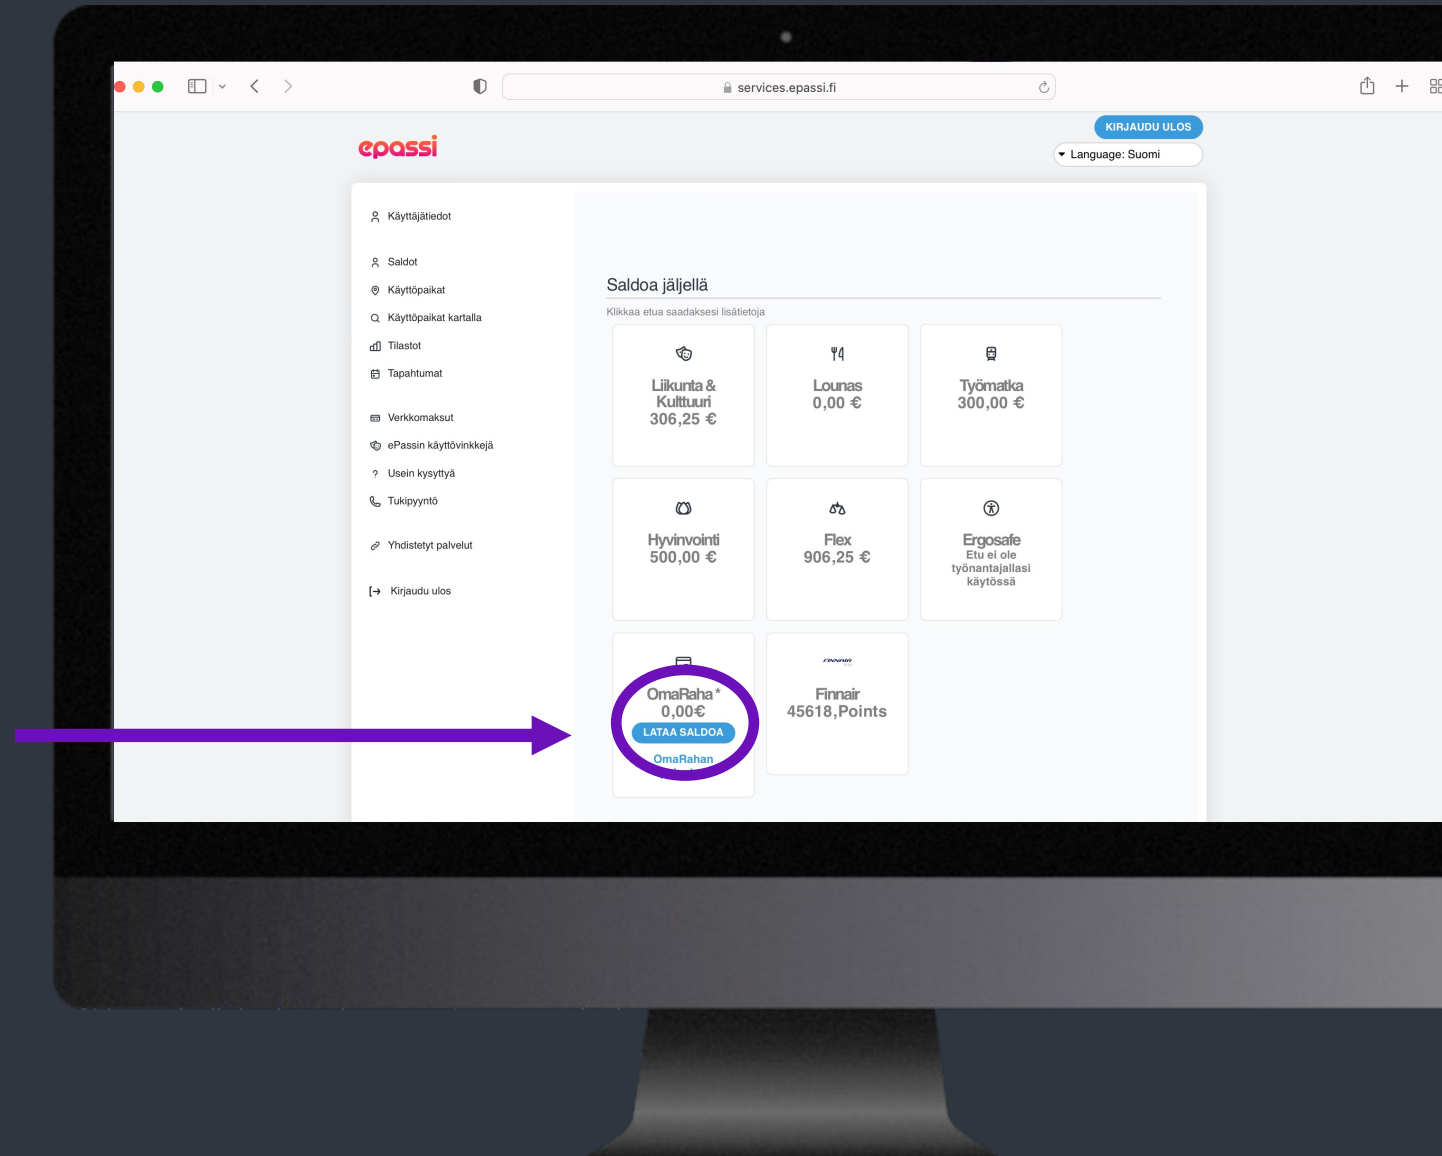 services.epassi.fi
KIRJAUDU ULOS
epassi
Language: Suomi
Käyttäjätiedot
Saldot
Käyttöpaikat
Käyttöpaikat kartalla
Tilastot
Tapahtumat
Verkkomaksut
ePassin käyttövinkkejä
Usein kysyttyä
Tukipyyntö
Yhdistetyt palvelut
Kirjaudu ulos
Saldoa jäljellä
Klikkaa etua saadaksesi lisätietoja
Liikunta &
Kulttuuri
306,25 €
Lounas
0,00 €
Työmatka
300,00 €
Hyvinvointi
500,00 €
Flex
906,25 €
Ergosafe
Etu ei ole
työnantajallasi
käytössä
OmaRaha *
0,00€
LATAA SALDOA
OmaRahan
FINNAIR
Finnair
45618,Points